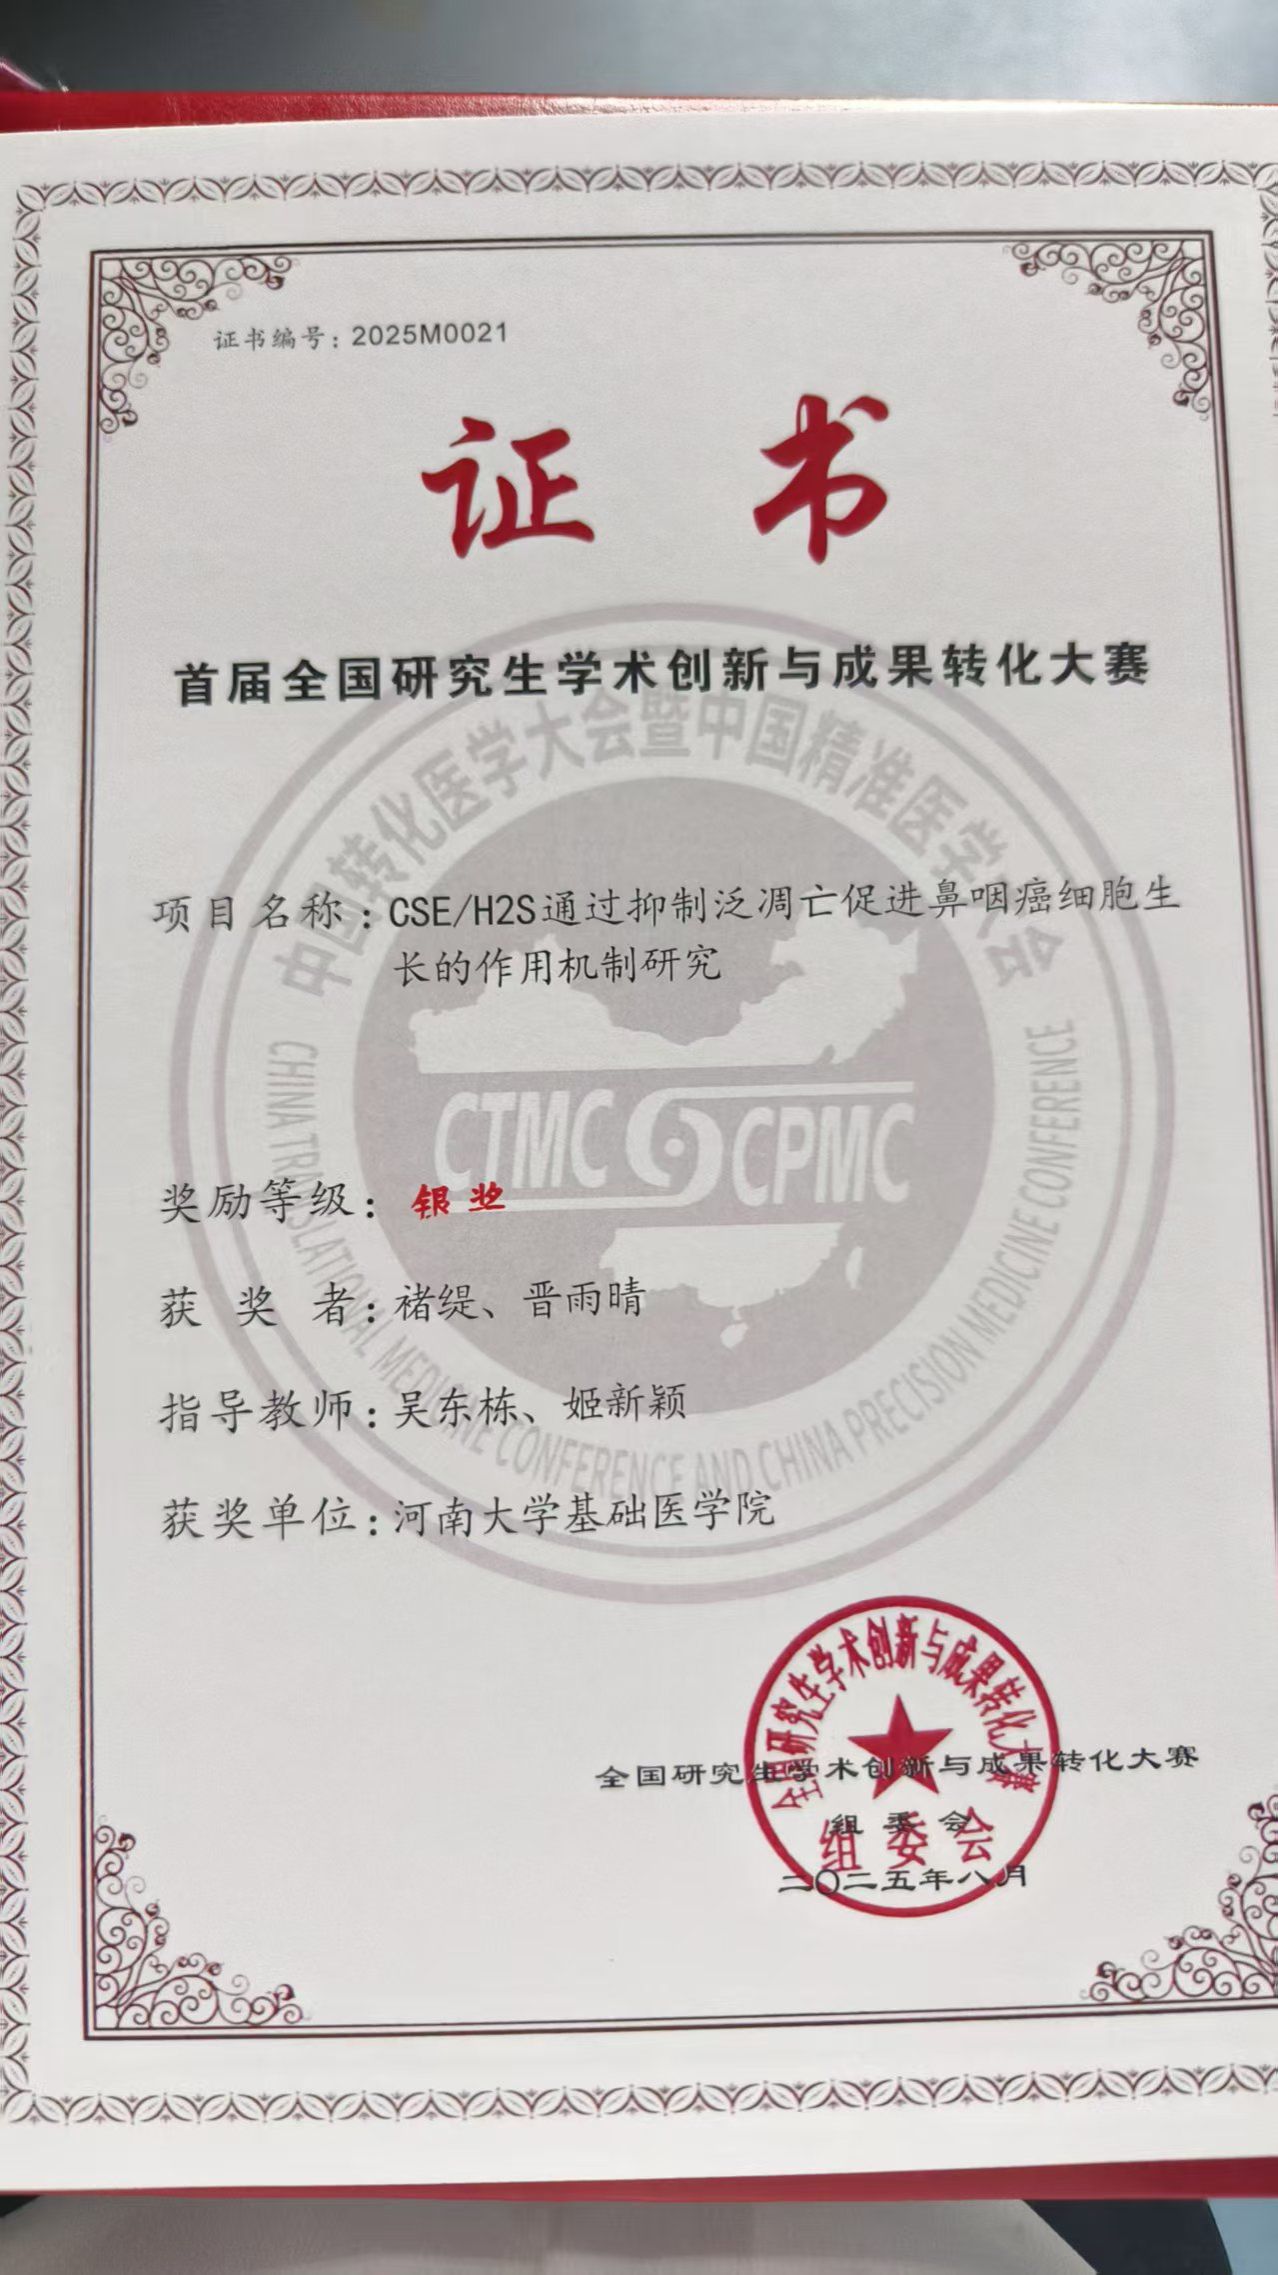 证书编号：2025M0021
证 书
首届全国研究生学术创新与成果转化大赛
中国转化医学大会暨中国精准医学大会
项目名称：CSE/H2S通过抑制泛凋亡促进鼻咽癌细胞生
长的作用机制研究
CTMC CPMC
CHINA TRANSLATIONAL MEDICINE CONFERENCE AND CHINA PRECISION MEDICINE CONFERENCE
奖励等级：银奖
获 奖 者：褚缇、晋雨晴
指导教师：吴东栋、姬新颖
获奖单位：河南大学基础医学院
全国研究生学术创新与成果转化大赛
组委会
全国研究生学术创新与成果转化大赛
组 委 会
二〇二五年八月